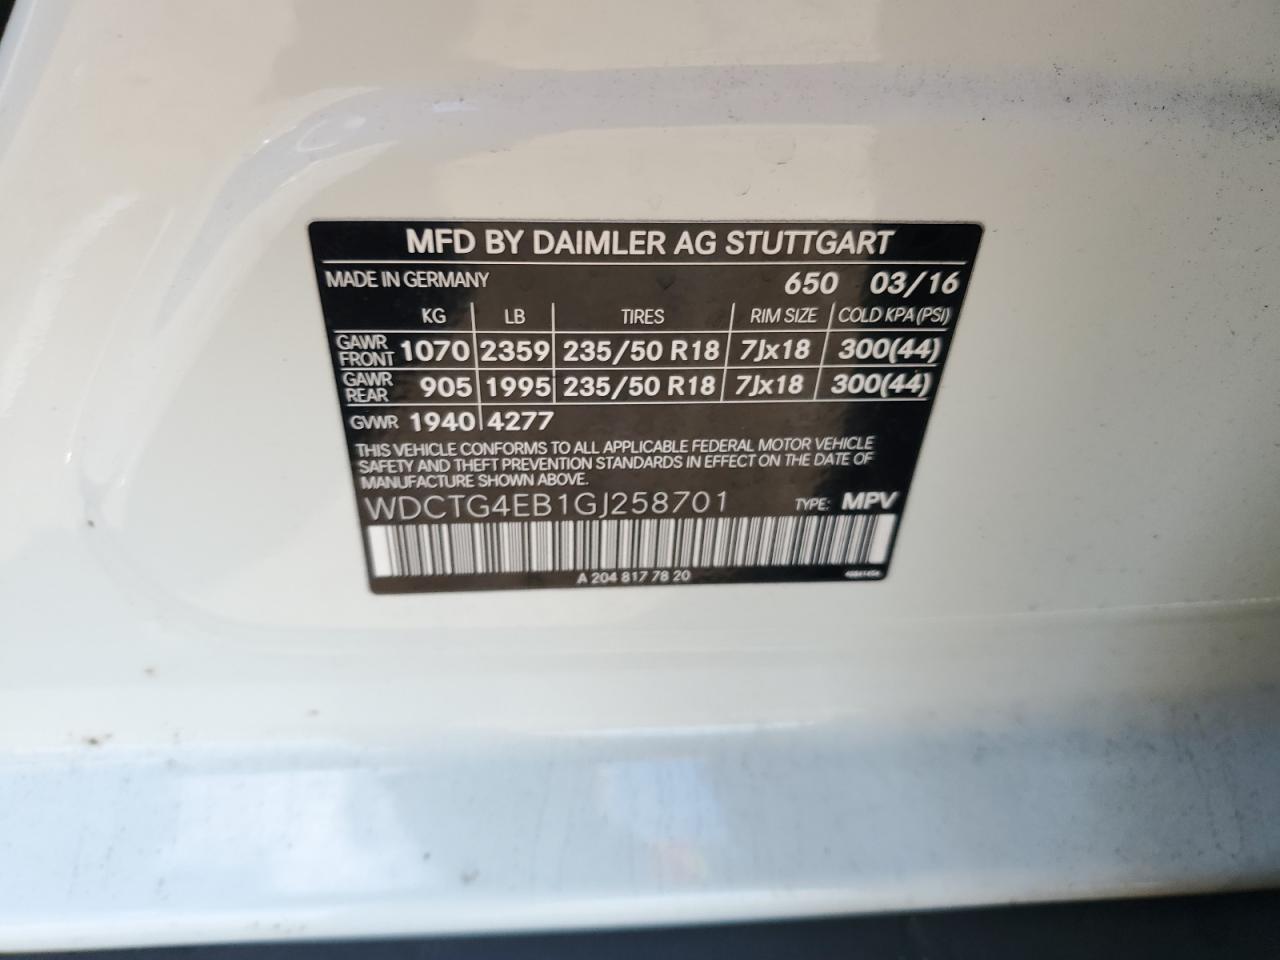 MFD BY DAIMLER AG STUTTGART
MADE IN GERMANY 650 03/16
KG LB TIRES RIM SIZE COLD KPA (PSI)
GAWR FRONT 1070 2359 235/50 R18 7Jx18 300(44)
GAWR REAR 905 1995 235/50 R18 7Jx18 300(44)
GVWR 1940 4277
THIS VEHICLE CONFORMS TO ALL APPLICABLE FEDERAL MOTOR VEHICLE
SAFETY AND THEFT PREVENTION STANDARDS IN EFFECT ON THE DATE OF
MANUFACTURE SHOWN ABOVE.
WDCTG4EB1GJ258701 TYPE: MPV
A 204 817 78 20